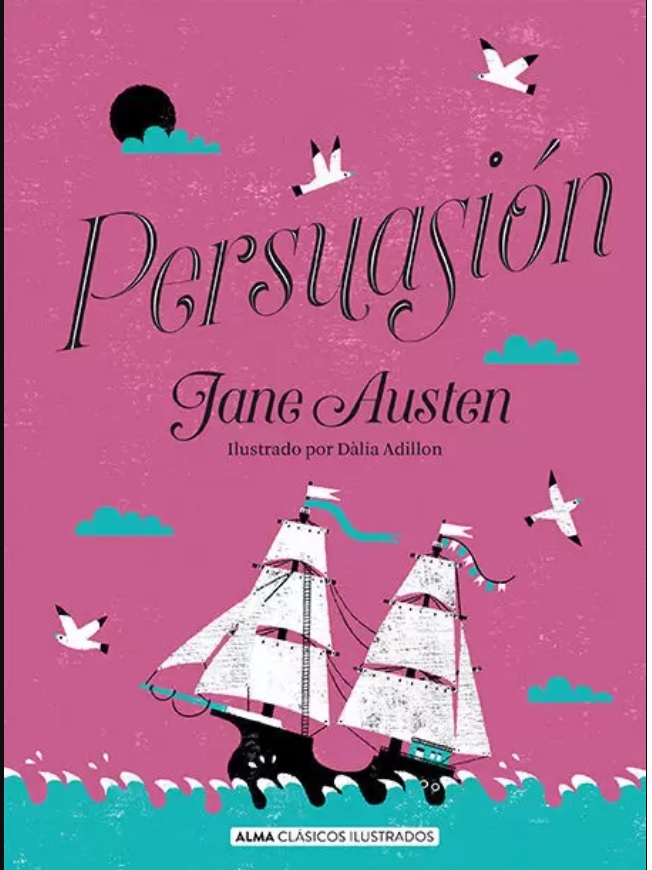 Persuasión
Jane Austen
Ilustrado por Dàlia Adillon
ALMA CLÁSICOS ILUSTRADOS